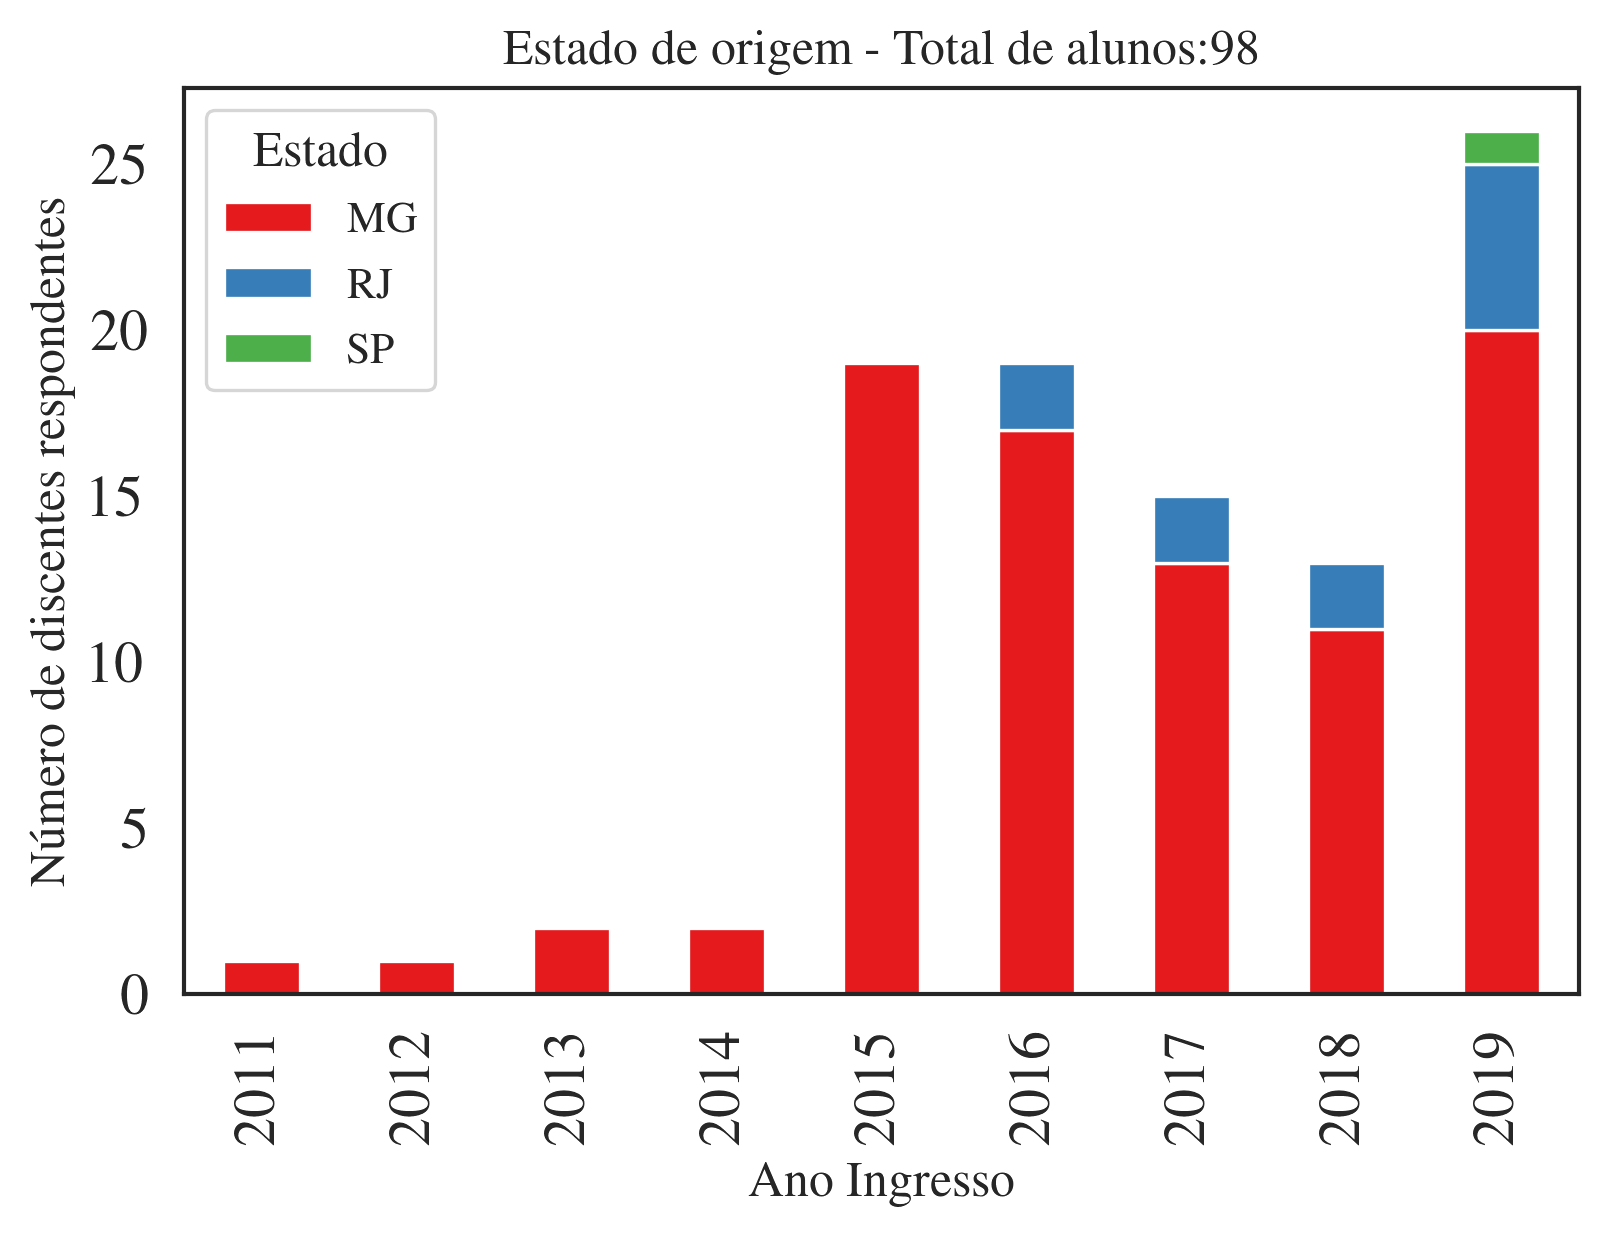 Estado de origem - Total de alunos:98
Estado
MG
RJ
SP
Número de discentes respondentes
25
20
15
10
5
0
2011
2012
2013
2014
2015
2016
2017
2018
2019
Ano Ingresso